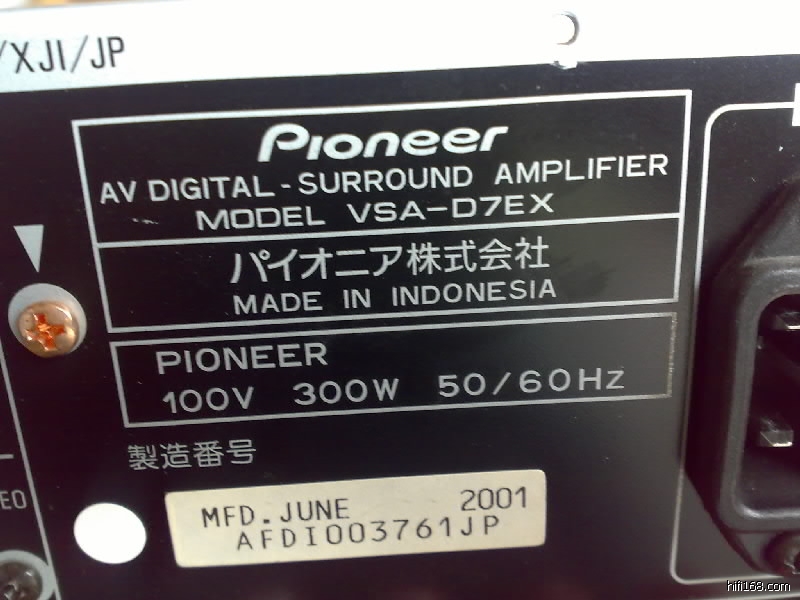 /XJI/JP
Pioneer
AV DIGITAL-SURROUND AMPLIFIER
MODEL VSA-D7EX
パイオニア株式会社
MADE IN INDONESIA
PIONEER
100V 300W 50/60Hz
製造番号
MFD.JUNE 2001
AFDI003761JP
EO
hifi168.com